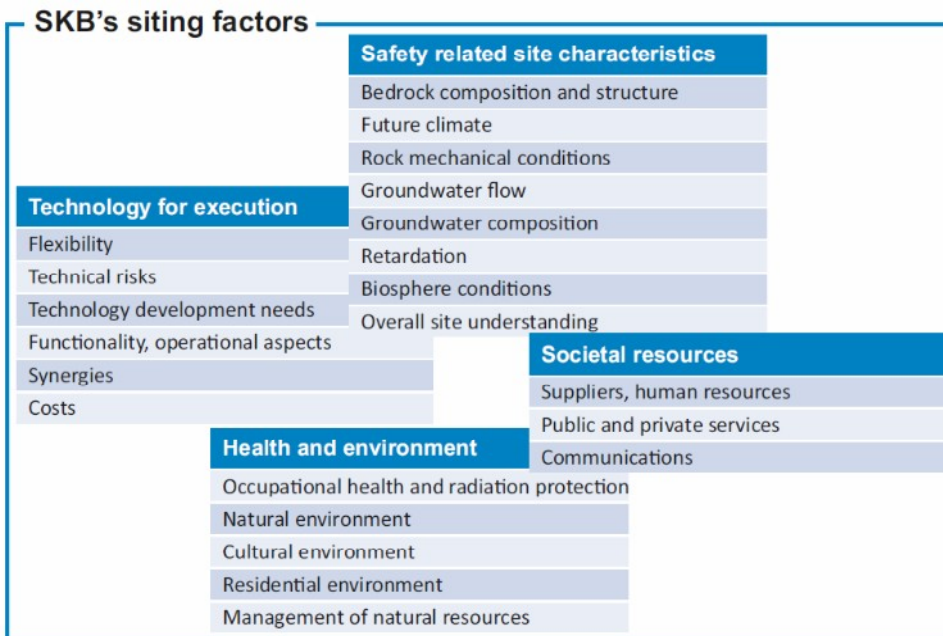 SKB's siting factors
Safety related site characteristics
Bedrock composition and structure
Future climate
Rock mechanical conditions
Groundwater flow
Groundwater composition
Retardation
Biosphere conditions
Overall site understanding
Technology for execution
Flexibility
Technical risks
Technology development needs
Functionality, operational aspects
Synergies
Costs
Societal resources
Suppliers, human resources
Public and private services
Communications
Health and environment
Occupational health and radiation protection
Natural environment
Cultural environment
Residential environment
Management of natural resources